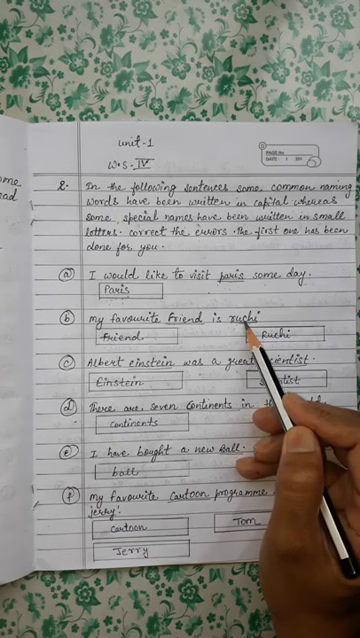 ome
ead
Unit-1
W.S-IV
PAGE No
DATE
2. In the following sentences some common naming
words have been written in capital whereas
some special names have been written in small
letters. correct the errors. The first one has been
done for you.
(a) I would like to visit paris some day.
Paris
(b) My favourite Friend is ruchi
Friend Ruchi
(c) Albert einstein was a great scientist.
Einstein
(d) There are seven Continents in
continents
(e) I have bought a new Ball.
ball
(f) My favourite Cartoon programme
jerry'.
cartoon Tom
Jerry